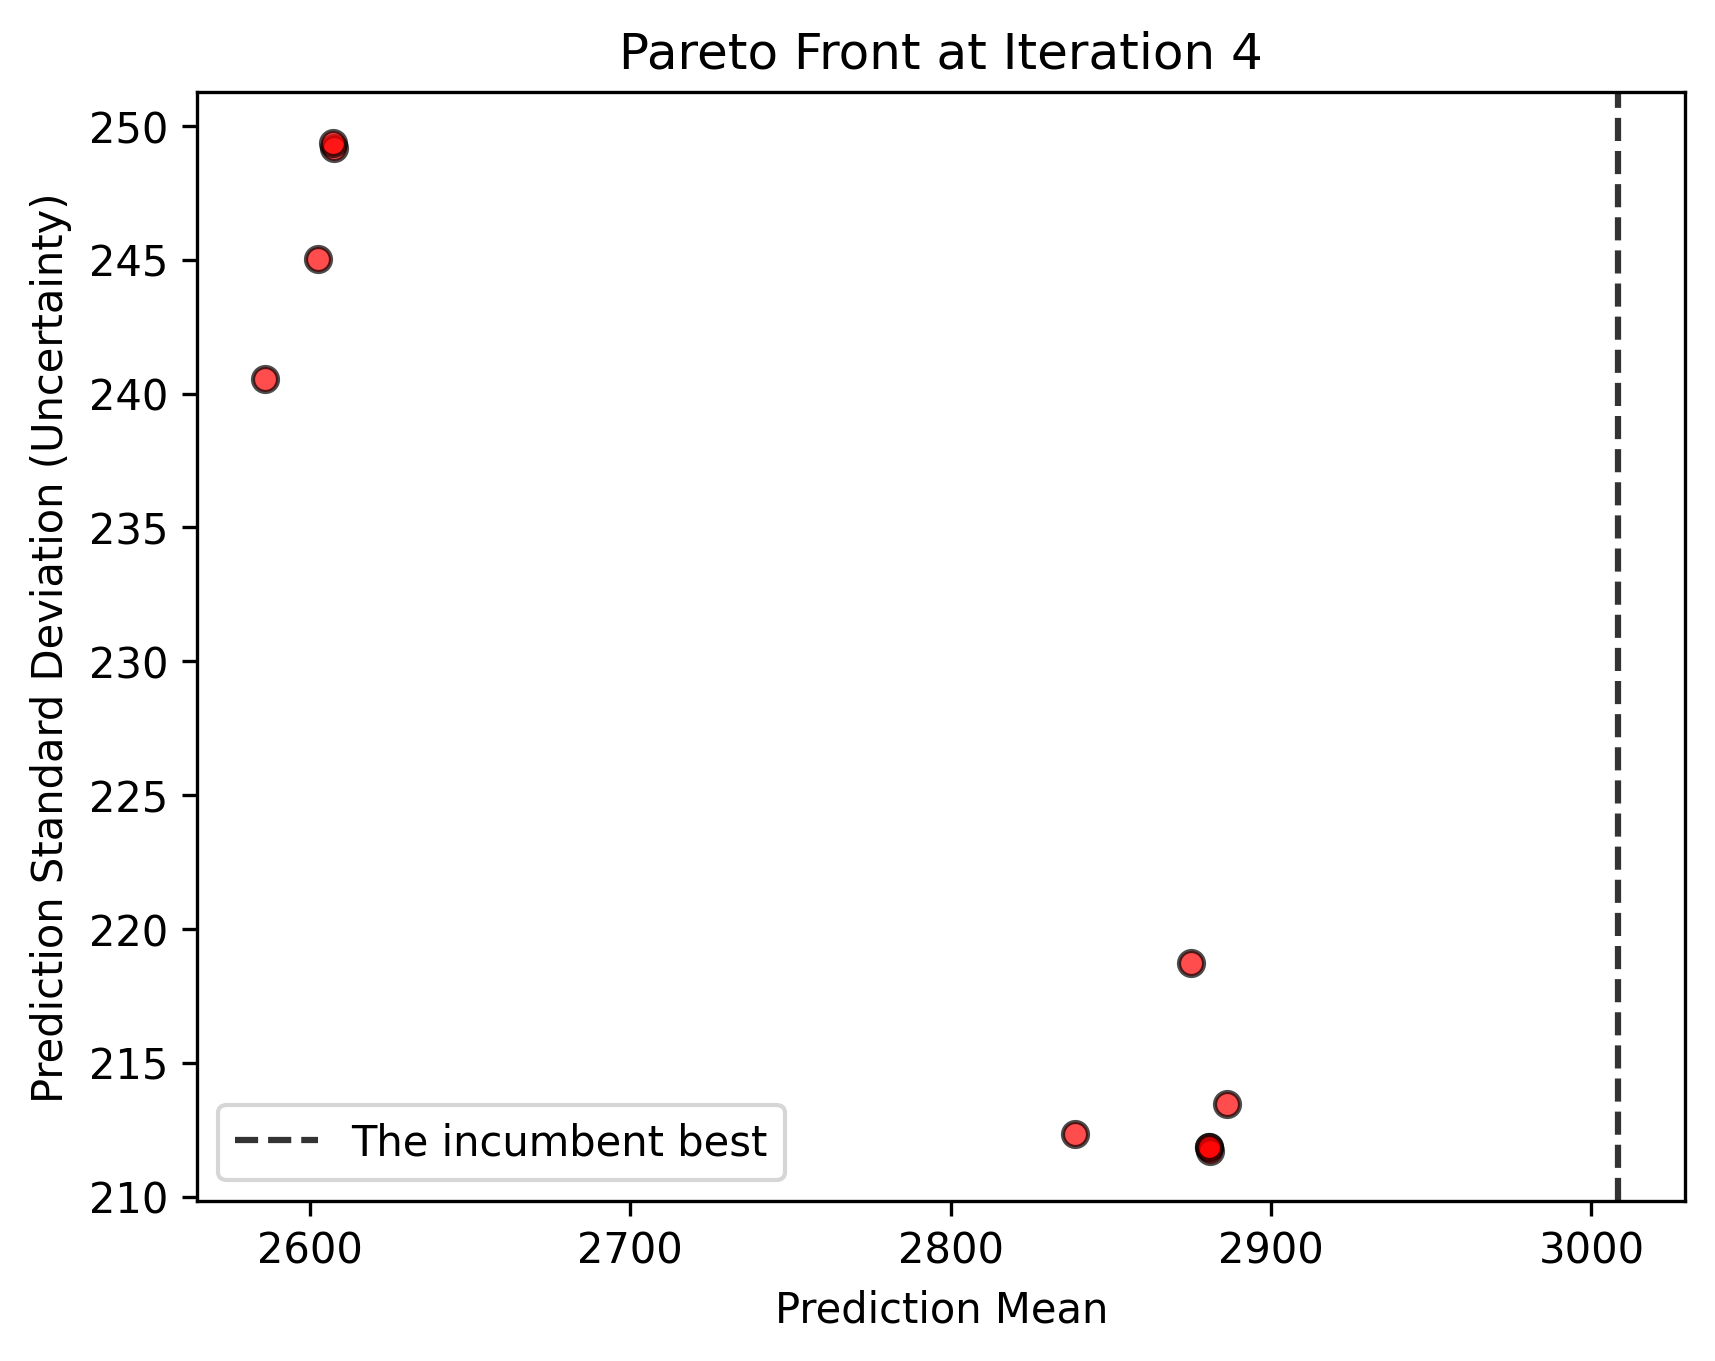 Pareto Front at Iteration 4
Prediction Standard Deviation (Uncertainty)
250
245
240
235
230
225
220
215
210
The incumbent best
2600 2700 2800 2900 3000
Prediction Mean